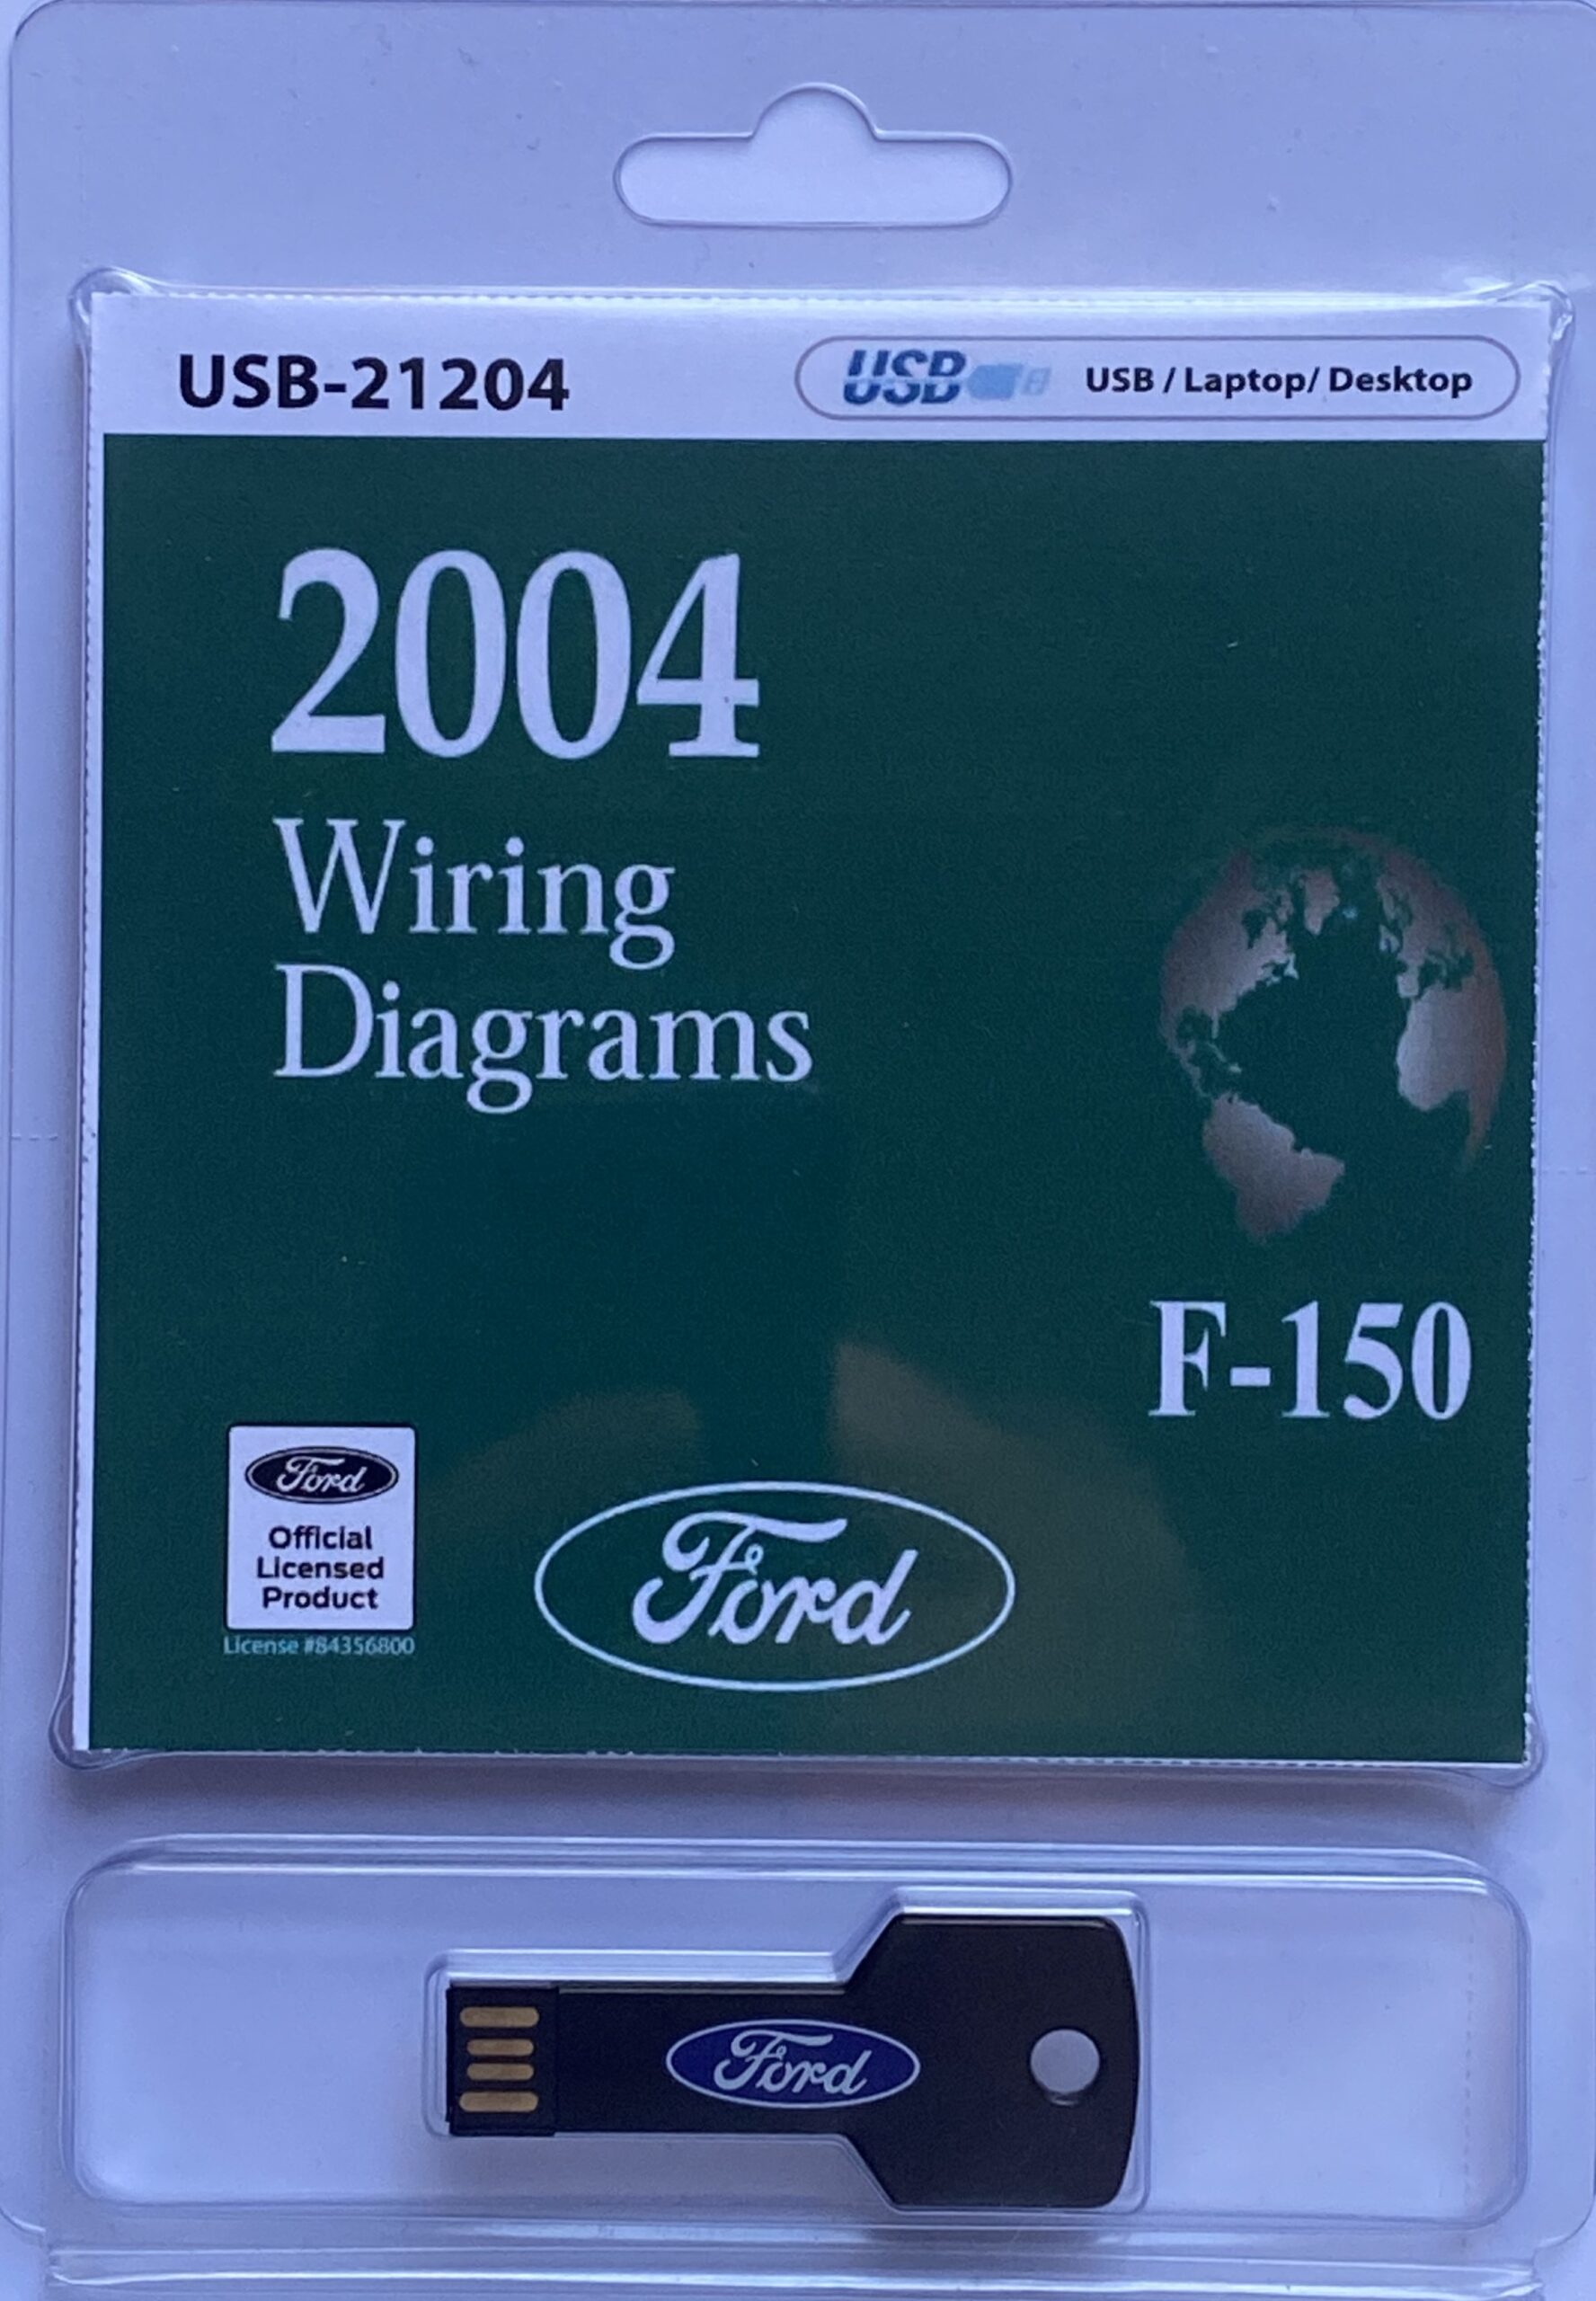 USB-21204
USB USB / Laptop/ Desktop
2004
Wiring
Diagrams
F-150
Ford
Official
Licensed
Product
License #84356800
Ford
Ford